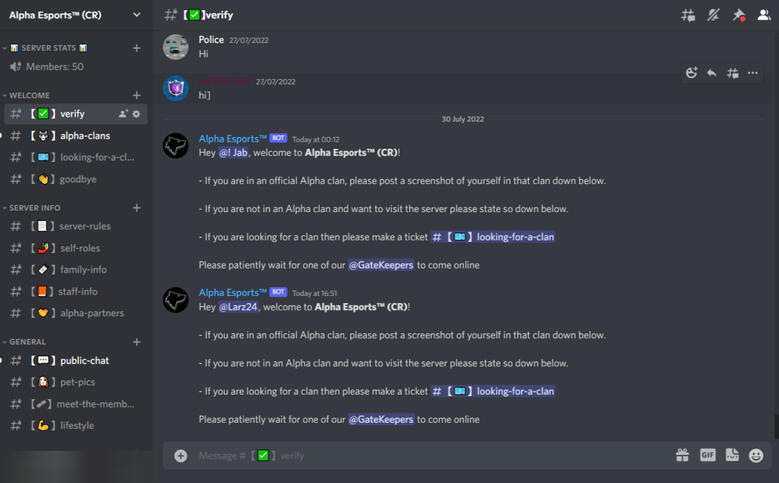 Alpha Esports™ (CR)
【✅】verify
SERVER STATS
Members: 50
WELCOME
【✅】verify
【🐺】alpha-clans
【🎫】looking-for-a-cl...
【👋】goodbye
SERVER INFO
【📃】server-rules
【🌶】self-roles
【🏷】family-info
【📙】staff-info
【🤝】alpha-partners
GENERAL
【💬】public-chat
【🐶】pet-pics
【】meet-the-memb...
【💪】lifestyle
Police 27/07/2022
Hi
27/07/2022
hi]
30 July 2022
Alpha Esports™ BOT Today at 00:12
Hey @! Jab, welcome to Alpha Esports™ (CR)!
- If you are in an official Alpha clan, please post a screenshot of yourself in that clan down below.
- If you are not in an Alpha clan and want to visit the server please state so down below.
- If you are looking for a clan then please make a ticket #【🎫】looking-for-a-clan
Please patiently wait for one of our @GateKeepers to come online
Alpha Esports™ BOT Today at 16:51
Hey @Larz24, welcome to Alpha Esports™ (CR)!
- If you are in an official Alpha clan, please post a screenshot of yourself in that clan down below.
- If you are not in an Alpha clan and want to visit the server please state so down below.
- If you are looking for a clan then please make a ticket #【🎫】looking-for-a-clan
Please patiently wait for one of our @GateKeepers to come online
Message #【✅】verify
GIF